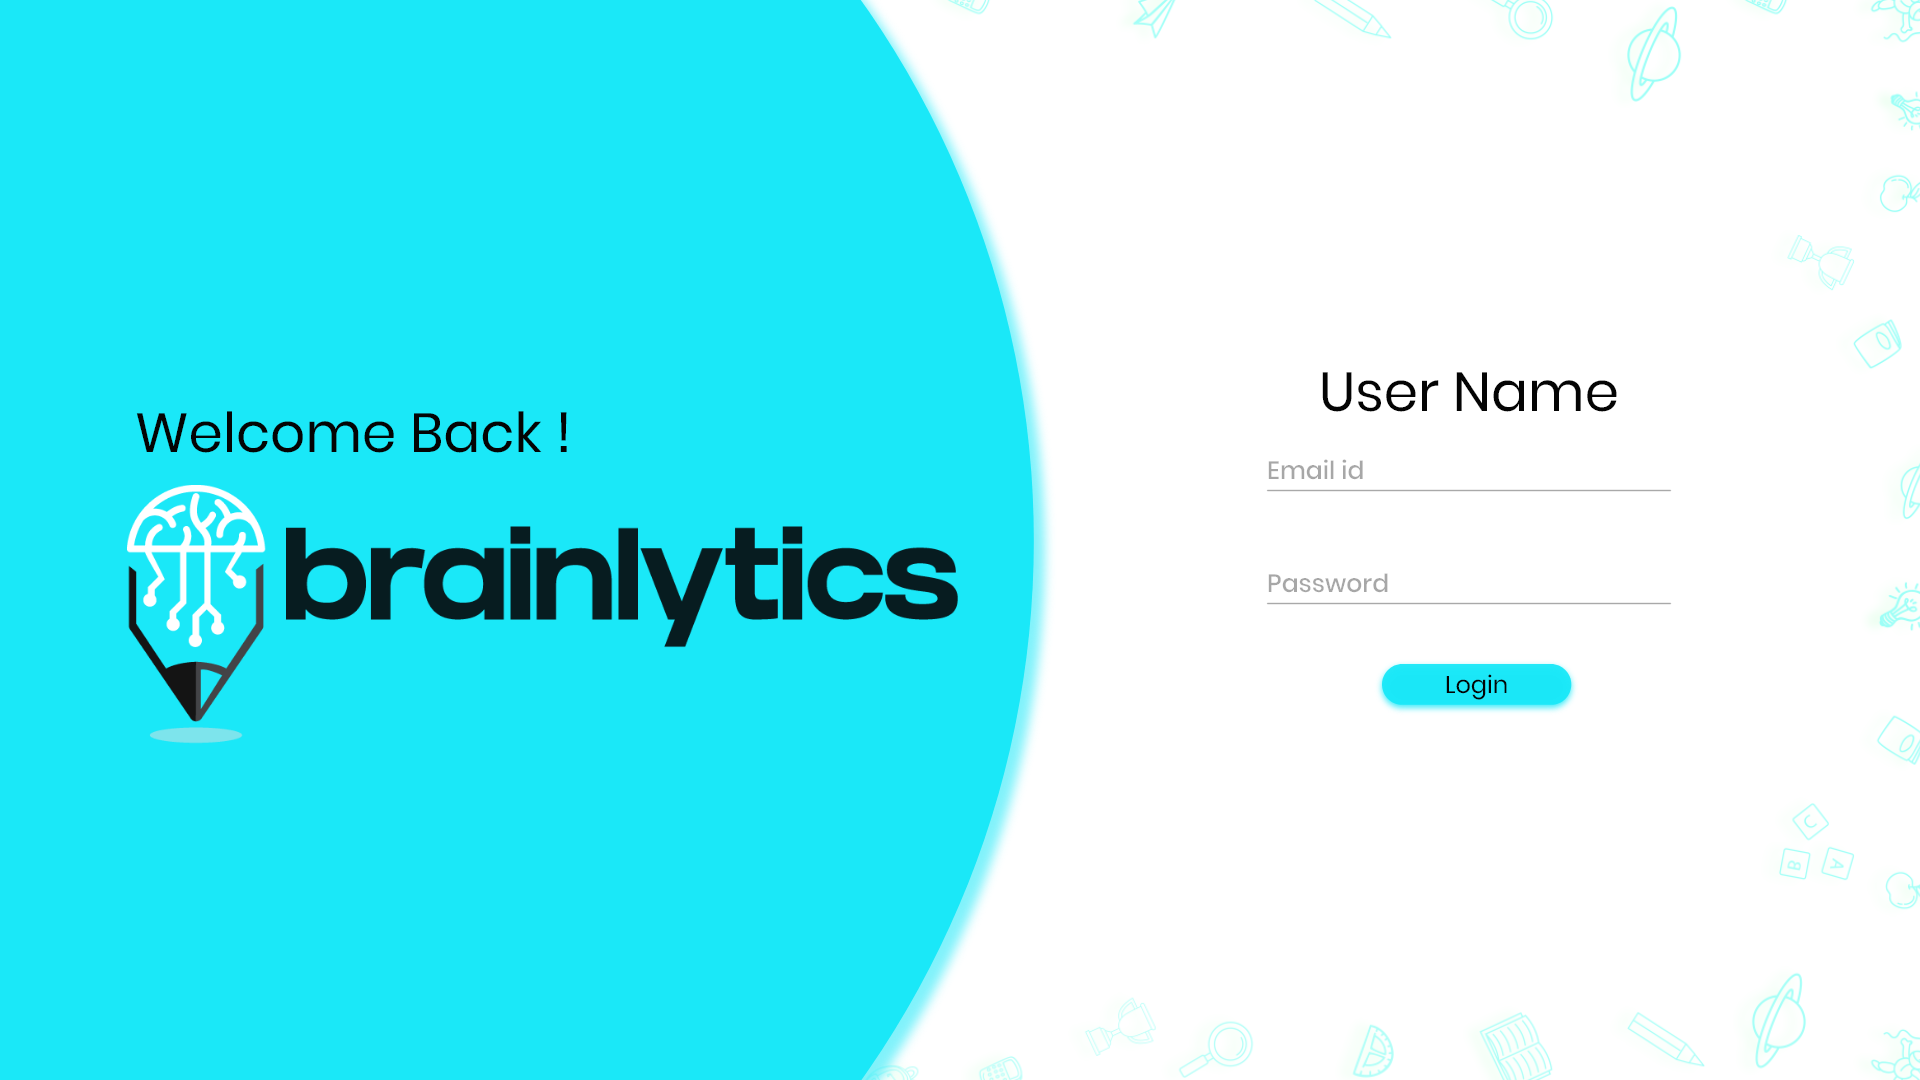 Welcome Back !
brainlytics
User Name
Email id
Password
Login
C
B
A